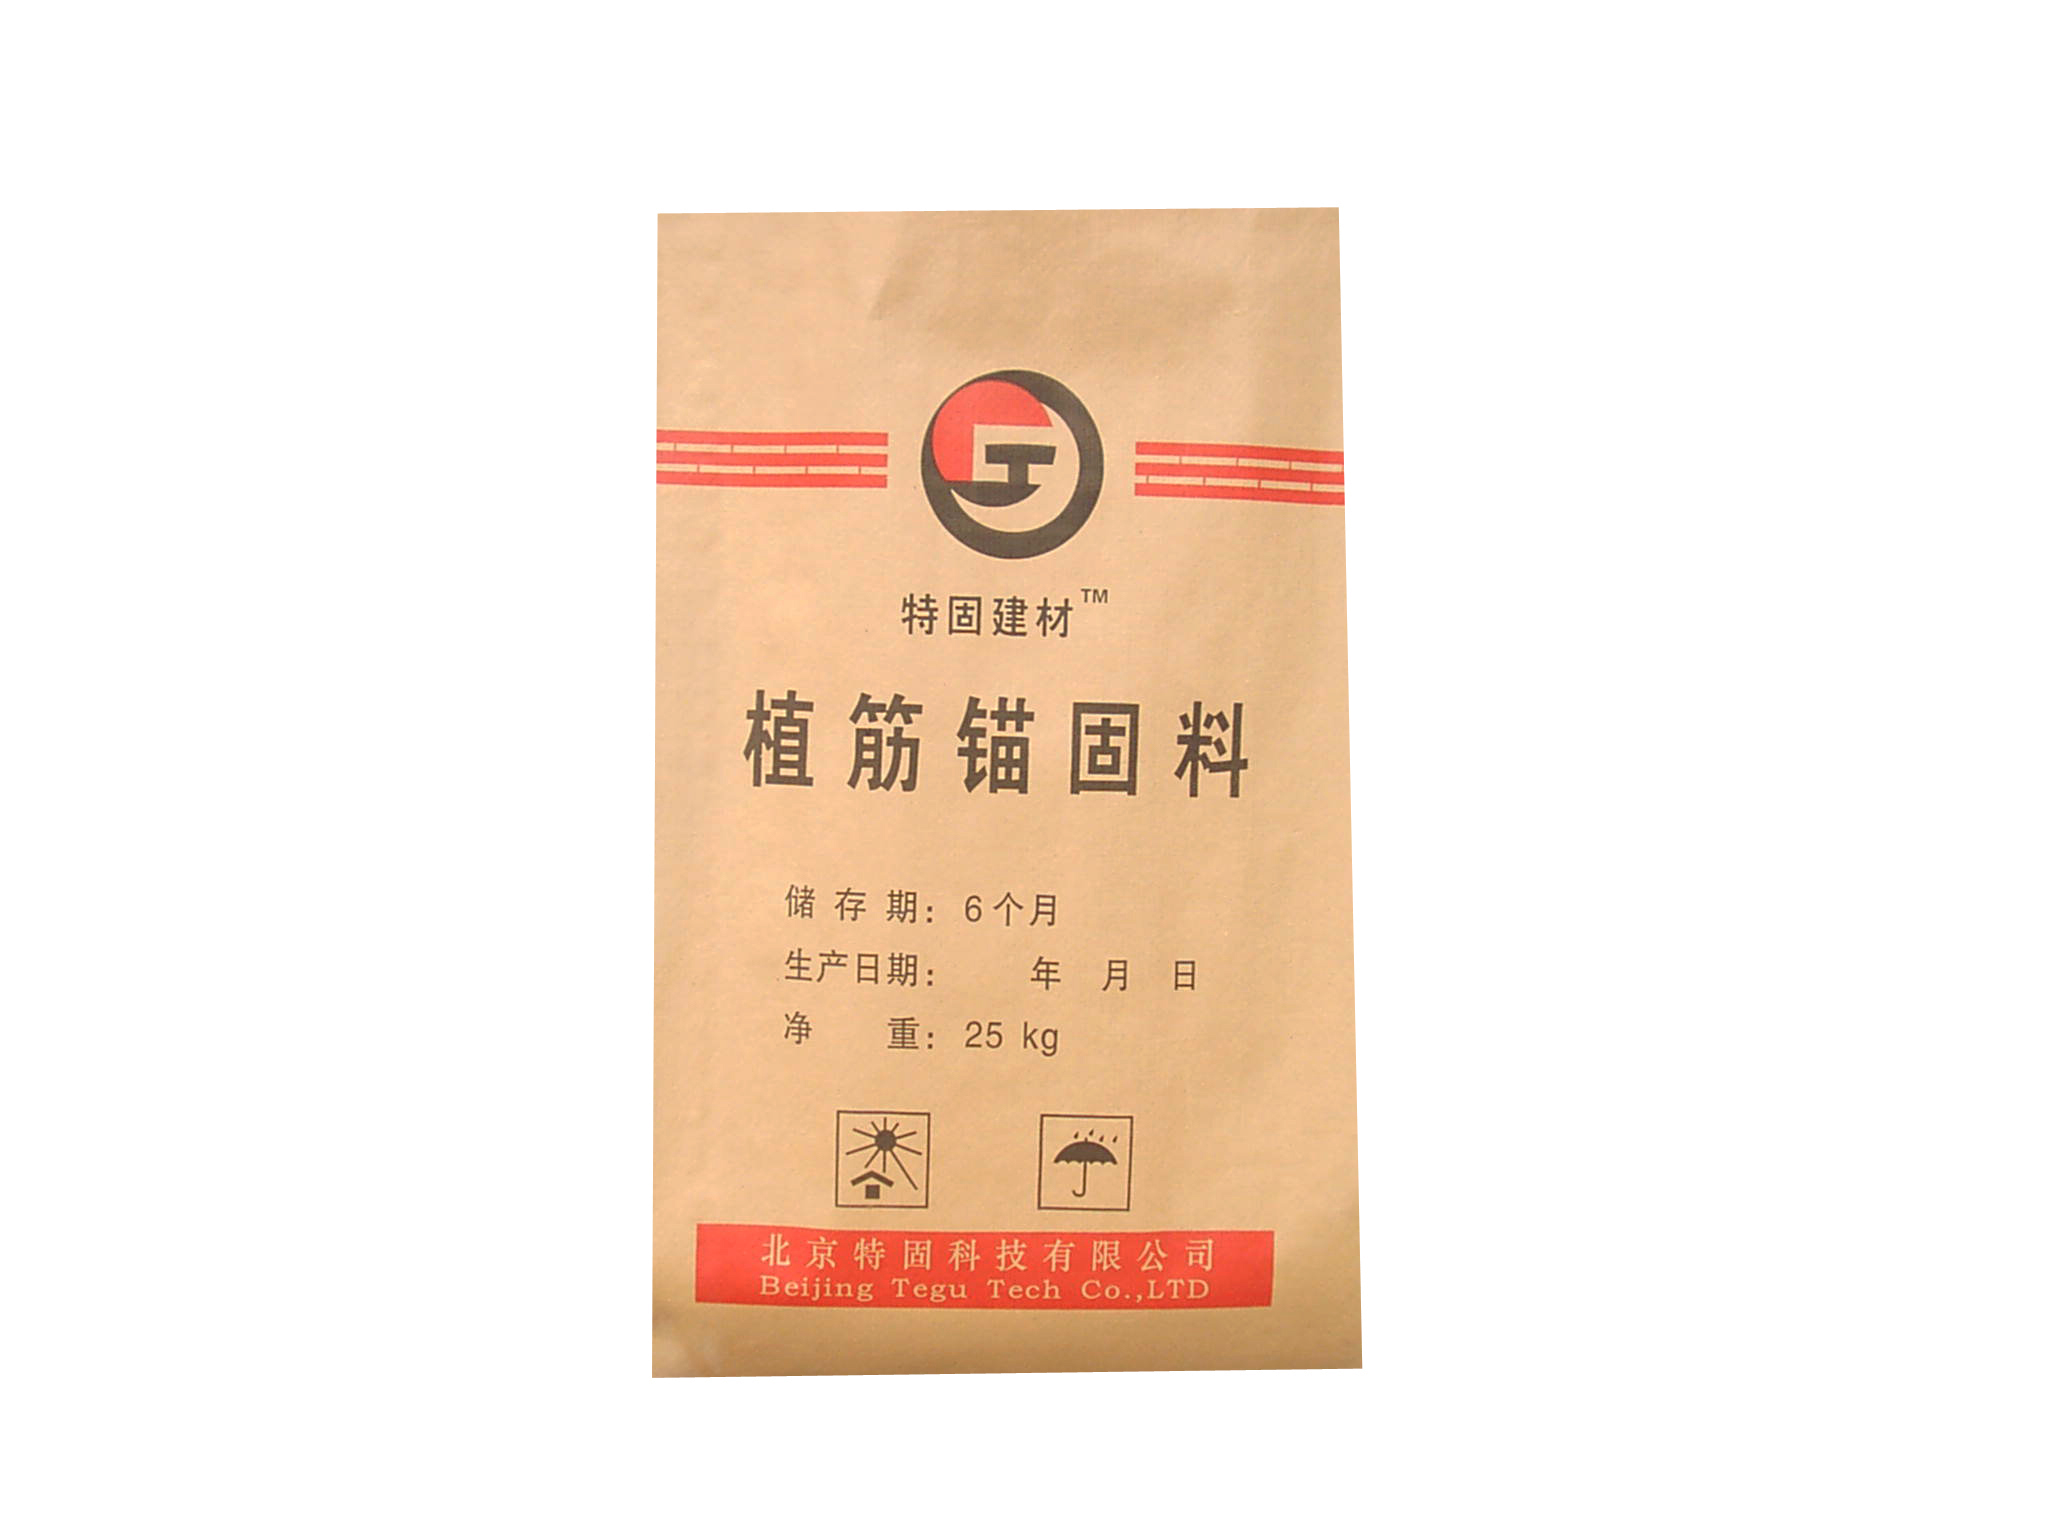 特固建材™
植筋锚固料
储存期：6个月
生产日期：    年  月  日
净    重：25 kg
北京特固科技有限公司
Beijing Tegu Tech Co.,LTD